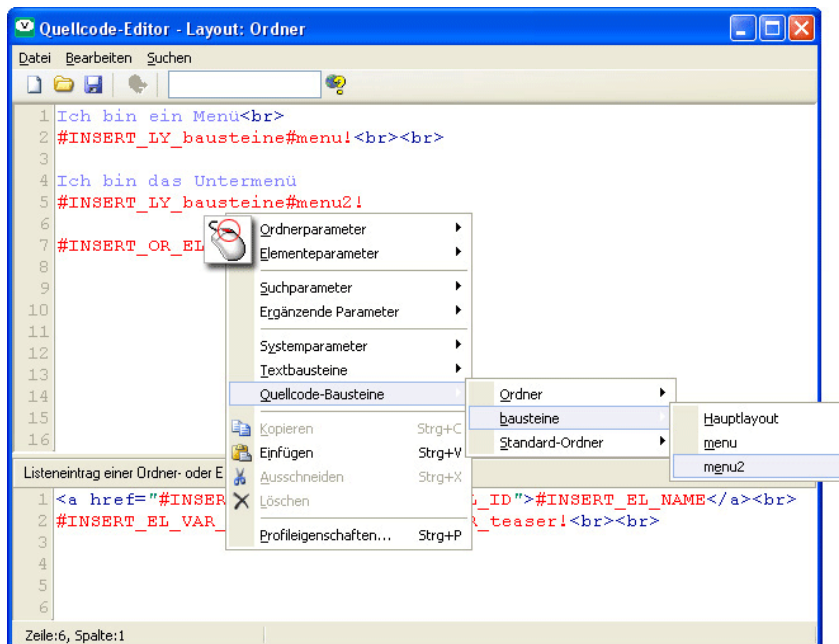 Quellcode-Editor - Layout: Ordner
Datei Bearbeiten Suchen
1 Ich bin ein Menü<br>
2 #INSERT_LY_bausteine#menu!<br><br>
3
4 Ich bin das Untermenü
5 #INSERT_LY_bausteine#menu2!
6
7 #INSERT_OR_EL
8
9
10
11
12
13
14
15
16
Ordnerparameter
Elementeparameter
Suchparameter
Ergänzende Parameter
Systemparameter
Textbausteine
Quellcode-Bausteine
Kopieren Strg+C
Einfügen Strg+V
Ausschneiden Strg+X
Löschen
Profileigenschaften... Strg+P
Ordner
bausteine
Standard-Ordner
Hauptlayout
menu
menu2
Listeneintrag einer Ordner- oder E
1 <a href="#INSER L_ID">#INSERT_EL_NAME</a><br>
2 #INSERT_EL_VAR_ R_teaser!<br><br>
3
4
5
6
Zeile:6, Spalte:1